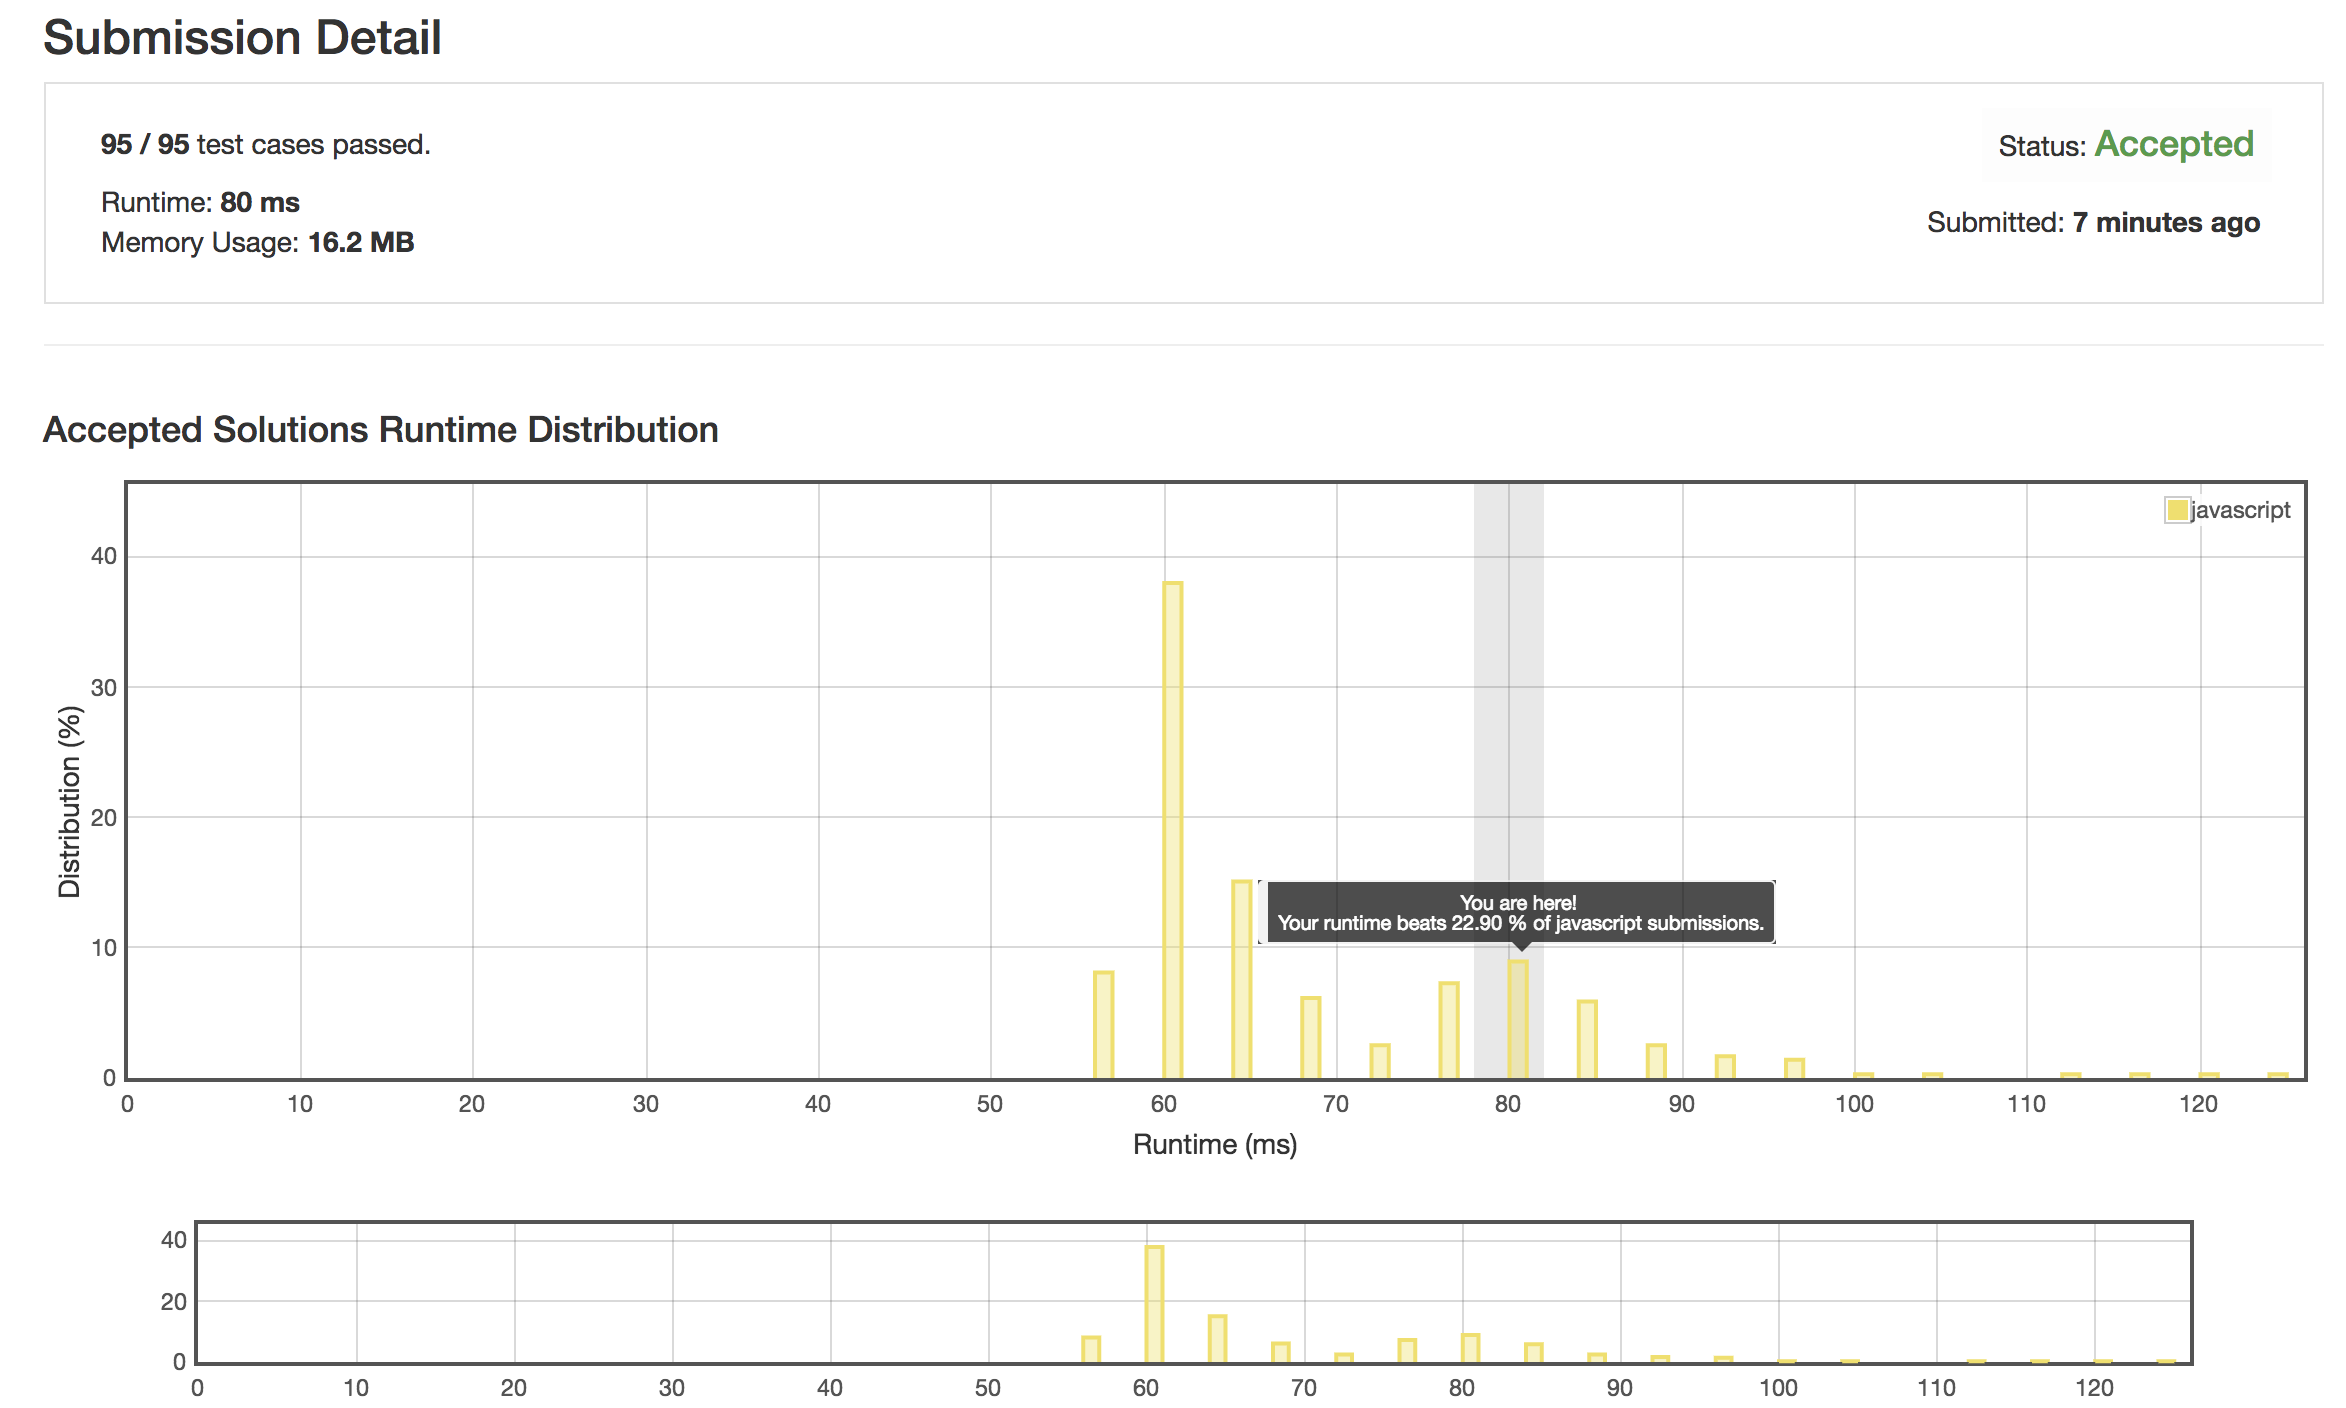 Submission Detail
95 / 95 test cases passed.
Status: Accepted
Runtime: 80 ms
Memory Usage: 16.2 MB
Submitted: 7 minutes ago
Accepted Solutions Runtime Distribution
javascript
40
30
20
10
0
Distribution (%)
You are here!
Your runtime beats 22.90 % of javascript submissions.
0 10 20 30 40 50 60 70 80 90 100 110 120
Runtime (ms)
40
20
0
0 10 20 30 40 50 60 70 80 90 100 110 120